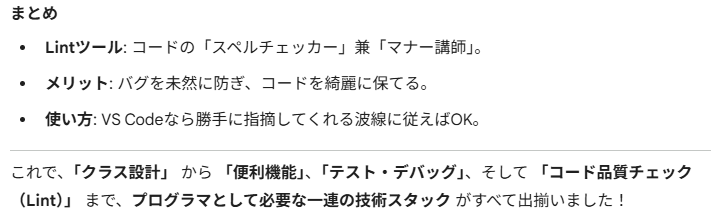 まとめ
• Lintツール: コードの「スペルチェッカー」兼「マナー講師」。
• メリット: バグを未然に防ぎ、コードを綺麗に保てる。
• 使い方: VS Codeなら勝手に指摘してくれる波線に従えばOK。
これで、「クラス設計」 から 「便利機能」、「テスト・デバッグ」、そして 「コード品質チェック
（Lint）」 まで、プログラマとして必要な一連の技術スタック がすべて出揃いました！